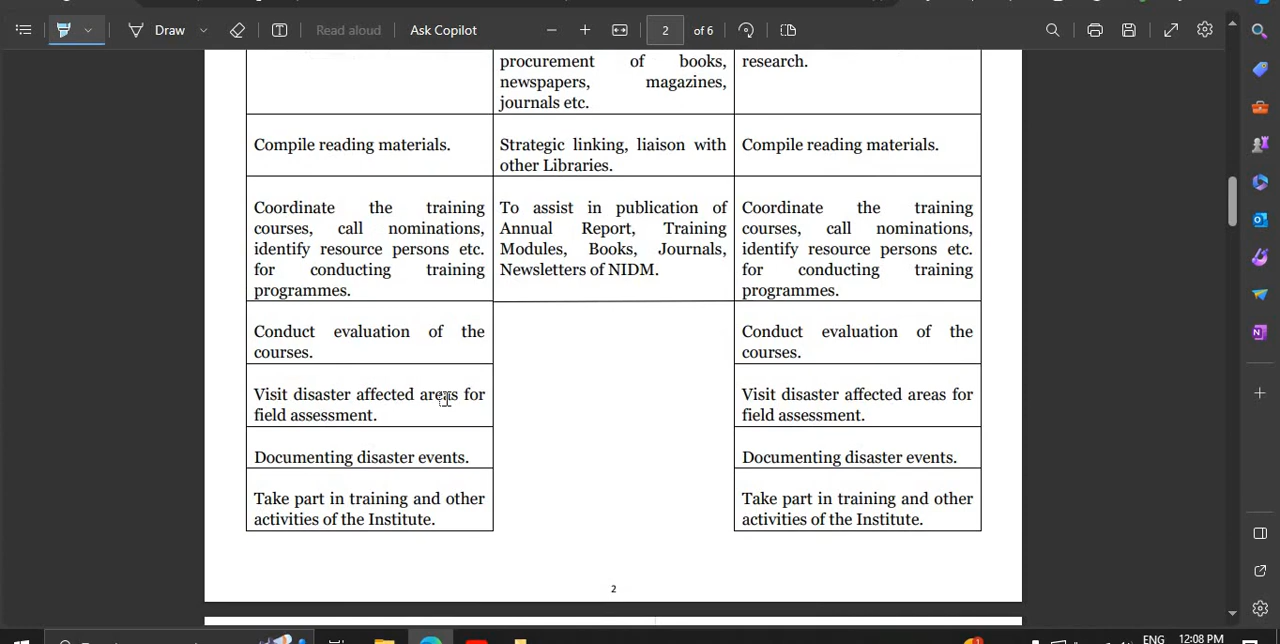 Draw
Read aloud
Ask Copilot
2
of 6
procurement of books,
newspapers, magazines,
journals etc.
research.
Compile reading materials.
Strategic linking, liaison with
other Libraries.
Compile reading materials.
Coordinate the training
courses, call nominations,
identify resource persons etc.
for conducting training
programmes.
To assist in publication of
Annual Report, Training
Modules, Books, Journals,
Newsletters of NIDM.
Coordinate the training
courses, call nominations,
identify resource persons etc.
for conducting training
programmes.
Conduct evaluation of the
courses.
Conduct evaluation of the
courses.
Visit disaster affected areas for
field assessment.
Visit disaster affected areas for
field assessment.
Documenting disaster events.
Documenting disaster events.
Take part in training and other
activities of the Institute.
Take part in training and other
activities of the Institute.
2
ENG
12:08 PM